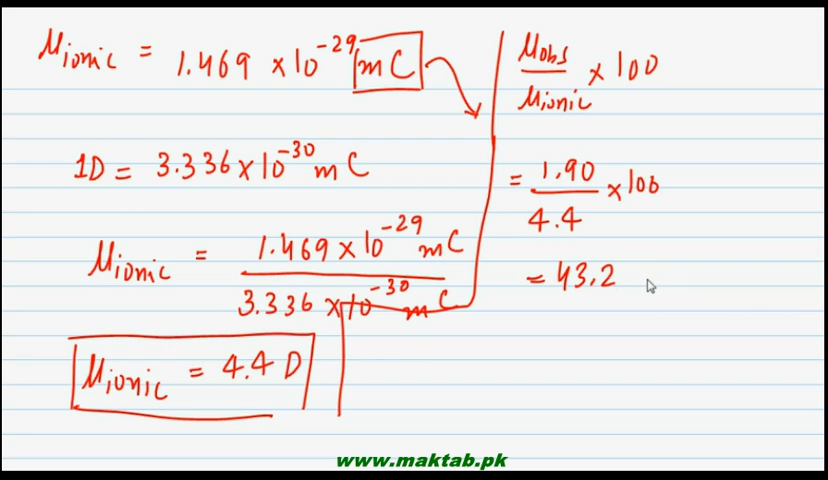 μionic = 1.469 × 10⁻²⁹ mC
1D = 3.336 × 10⁻³⁰ mC
μionic = 1.469 × 10⁻²⁹ mC
3.336 × 10⁻³⁰ mC
μionic = 4.4 D
μobs × 100
μionic
= 1.90 × 100
4.4
= 43.2
www.maktab.pk